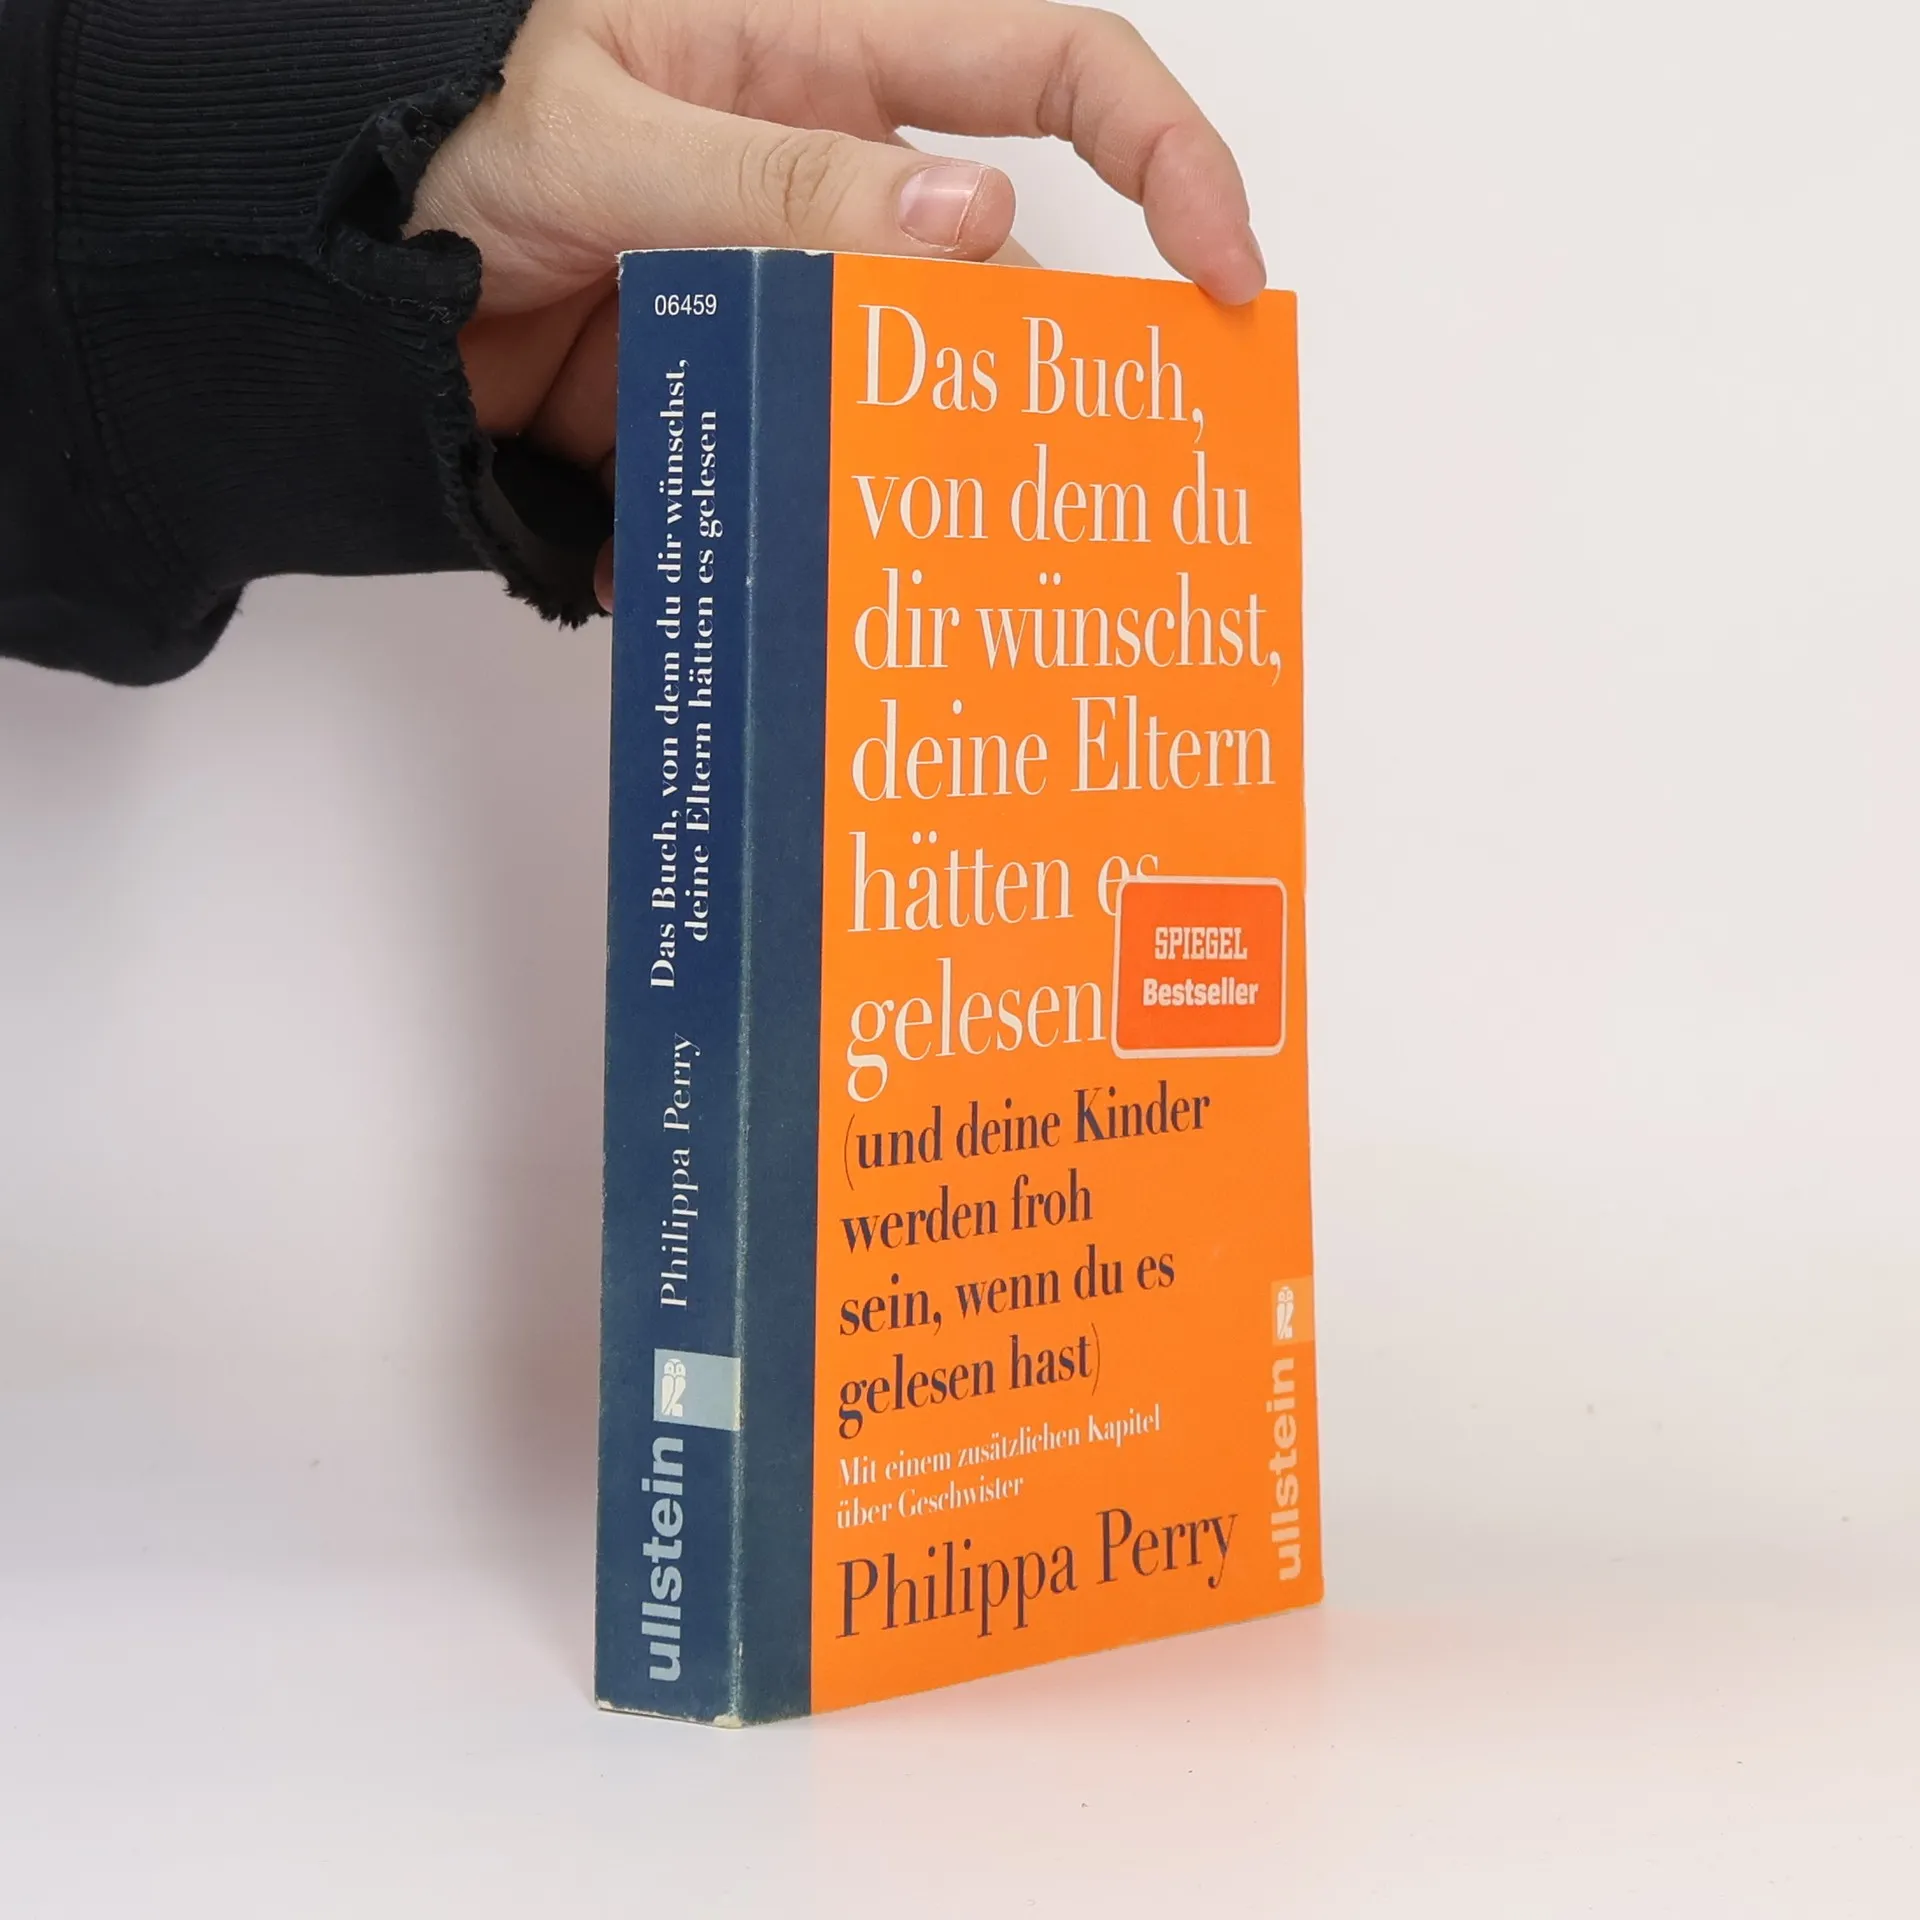 06459
Das Buch, von dem du dir wünschst,
deine Eltern hätten es gelesen
Philippa Perry
ullstein
Das Buch,
von dem du
dir wünschst,
deine Eltern
hätten es
gelesen
SPIEGEL
Bestseller
(und deine Kinder
werden froh
sein, wenn du es
gelesen hast)
Mit einem zusätzlichen Kapitel
über Geschwister
Philippa Perry
ullstein